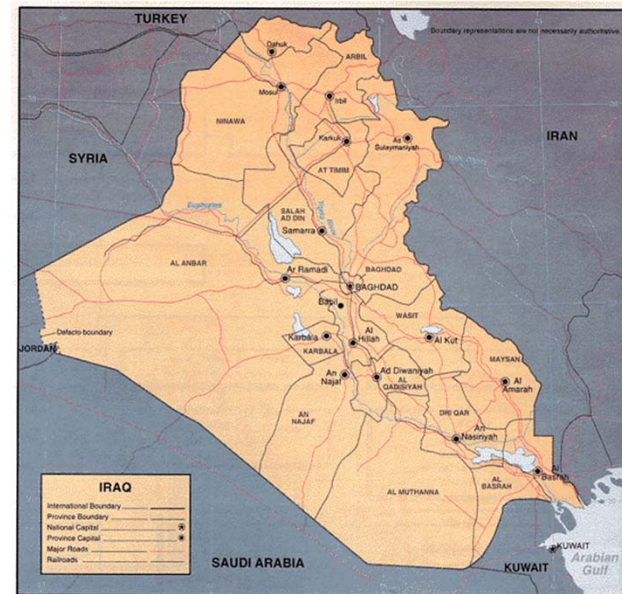 TURKEY
Boundary representations are not necessarily authoritative.
Dahuk
ARBIL
Mosul
Irbil
NINAWA
Karkuk
As
Sulaymaniyah
IRAN
SYRIA
AT TIMIM
Euphrates
SALAH
AD DIN
Tigris
River
Samarra
AL ANBAR
Ar Ramadi
BAGHDAD
BAGHDAD
Babil
WASIT
Defacto boundary
JORDAN
Karbala
KARBALA
Al
Hillah
Al Kut
MAYSAN
An
Najaf
Ad Diwaniyah
AL
QADISIYAH
Al
Amarah
AN
NAJAF
DHI QAR
An
Nasiriyah
AL MUTHANNA
AL
BASRAH
Al
Basrah
IRAQ
International Boundary
Province Boundary
National Capital
Province Capital
Major Roads
Railroads
SAUDI ARABIA
KUWAIT
KUWAIT
Arabian
Gulf